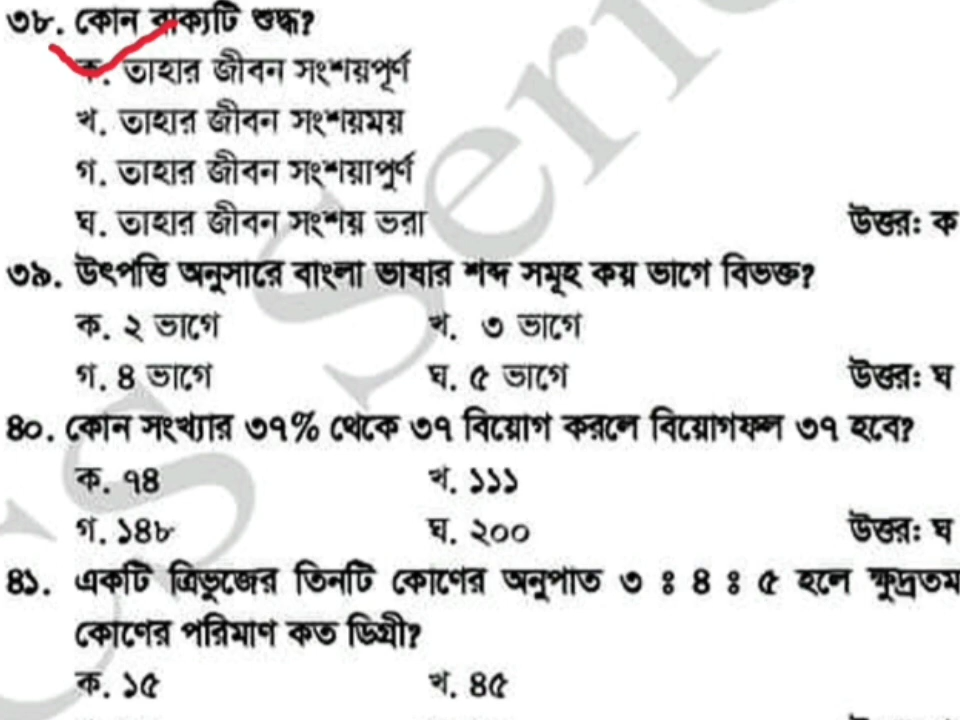 ৩৮. কোন বাক্যটি শুদ্ধ?
ক. তাহার জীবন সংশয়পূর্ণ
খ. তাহার জীবন সংশয়ময়
গ. তাহার জীবন সংশয়াপুর্ণ
ঘ. তাহার জীবন সংশয় ভরা উত্তর: ক
৩৯. উৎপত্তি অনুসারে বাংলা ভাষার শব্দ সমূহ কয় ভাগে বিভক্ত?
ক. ২ ভাগে খ. ৩ ভাগে
গ. ৪ ভাগে ঘ. ৫ ভাগে উত্তর: ঘ
৪০. কোন সংখ্যার ৩৭% থেকে ৩৭ বিয়োগ করলে বিয়োগফল ৩৭ হবে?
ক. ৭৪ খ. ১১১
গ. ১৪৮ ঘ. ২০০ উত্তর: ঘ
৪১. একটি ত্রিভুজের তিনটি কোণের অনুপাত ৩ ঃ ৪ ঃ ৫ হলে ক্ষুদ্রতম
কোণের পরিমাণ কত ডিগ্রী?
ক. ১৫ খ. ৪৫